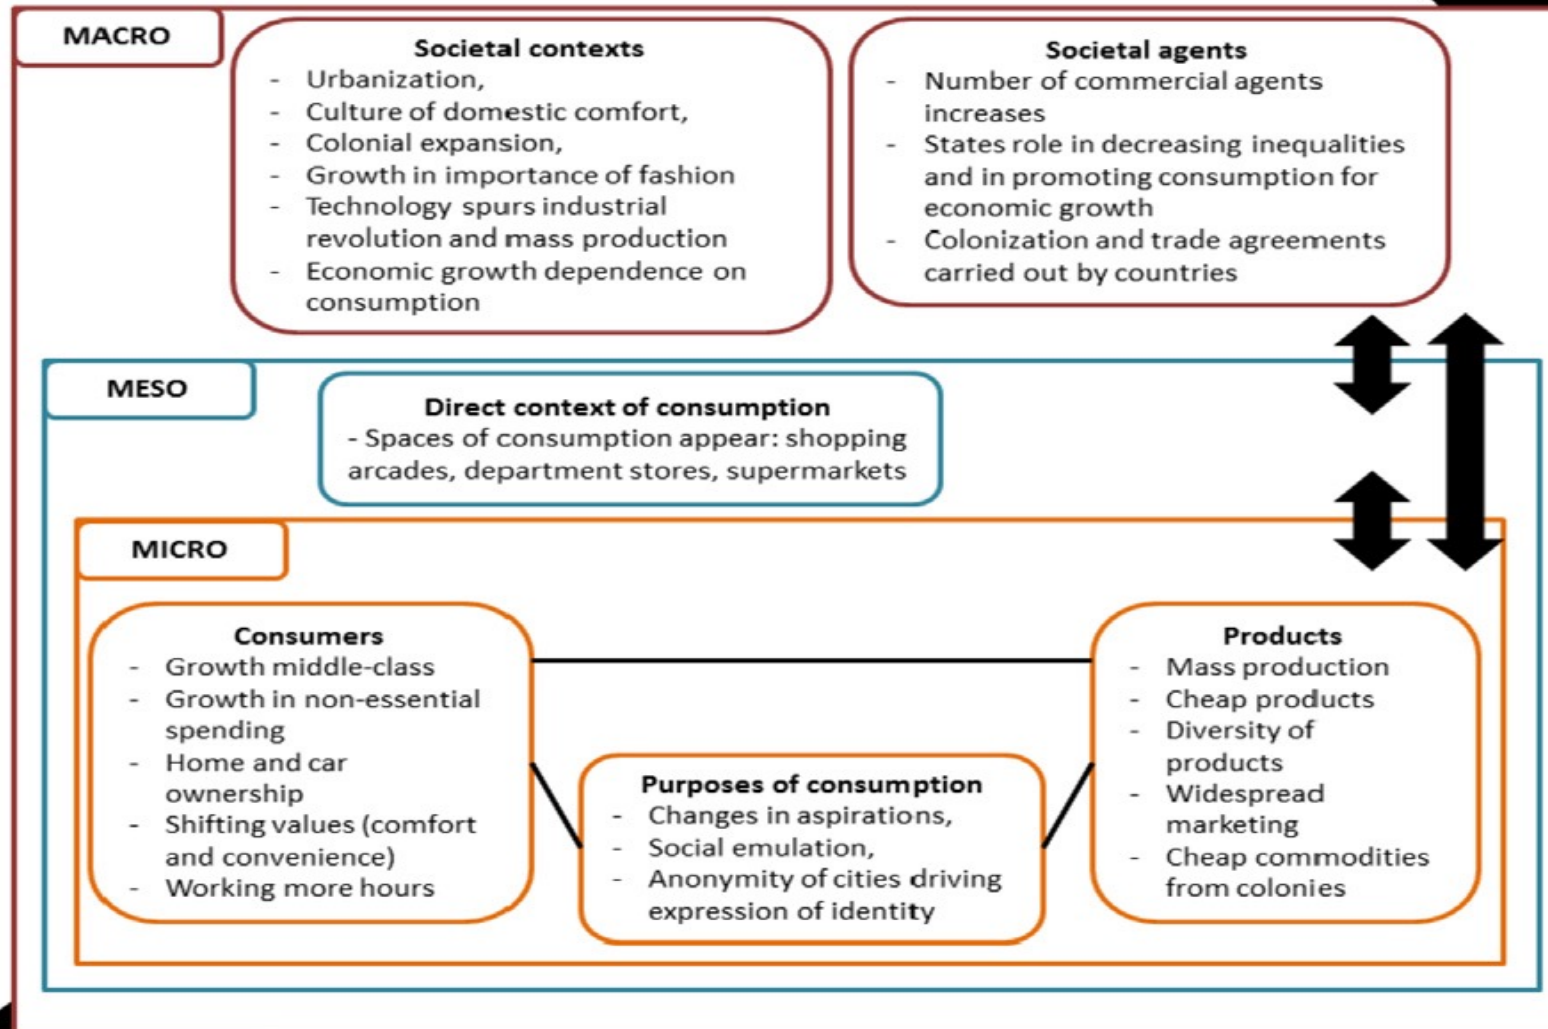 MACRO
Societal contexts
- Urbanization,
- Culture of domestic comfort,
- Colonial expansion,
- Growth in importance of fashion
- Technology spurs industrial
revolution and mass production
- Economic growth dependence on
consumption
Societal agents
- Number of commercial agents
increases
- States role in decreasing inequalities
and in promoting consumption for
economic growth
- Colonization and trade agreements
carried out by countries
MESO
Direct context of consumption
- Spaces of consumption appear: shopping
arcades, department stores, supermarkets
MICRO
Consumers
- Growth middle-class
- Growth in non-essential
spending
- Home and car
ownership
- Shifting values (comfort
and convenience)
- Working more hours
Purposes of consumption
- Changes in aspirations,
- Social emulation,
- Anonymity of cities driving
expression of identity
Products
- Mass production
- Cheap products
- Diversity of
products
- Widespread
marketing
- Cheap commodities
from colonies